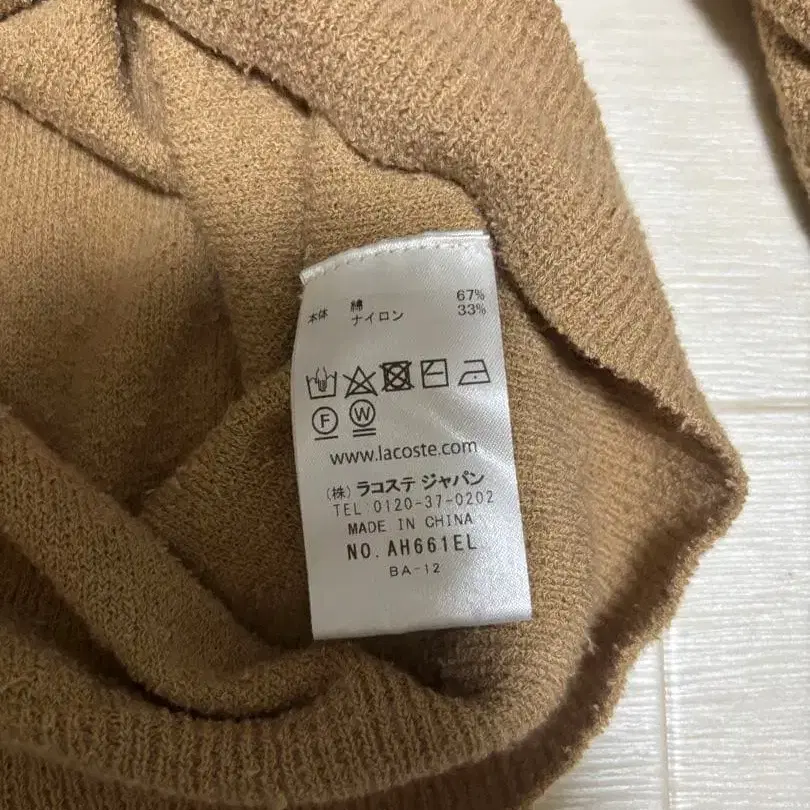 本体 綿 67%
ナイロン 33%
F W
www.lacoste.com
(株) ラコステ ジャパン
TEL:0120-37-0202
MADE IN CHINA
NO. AH661EL
BA-12